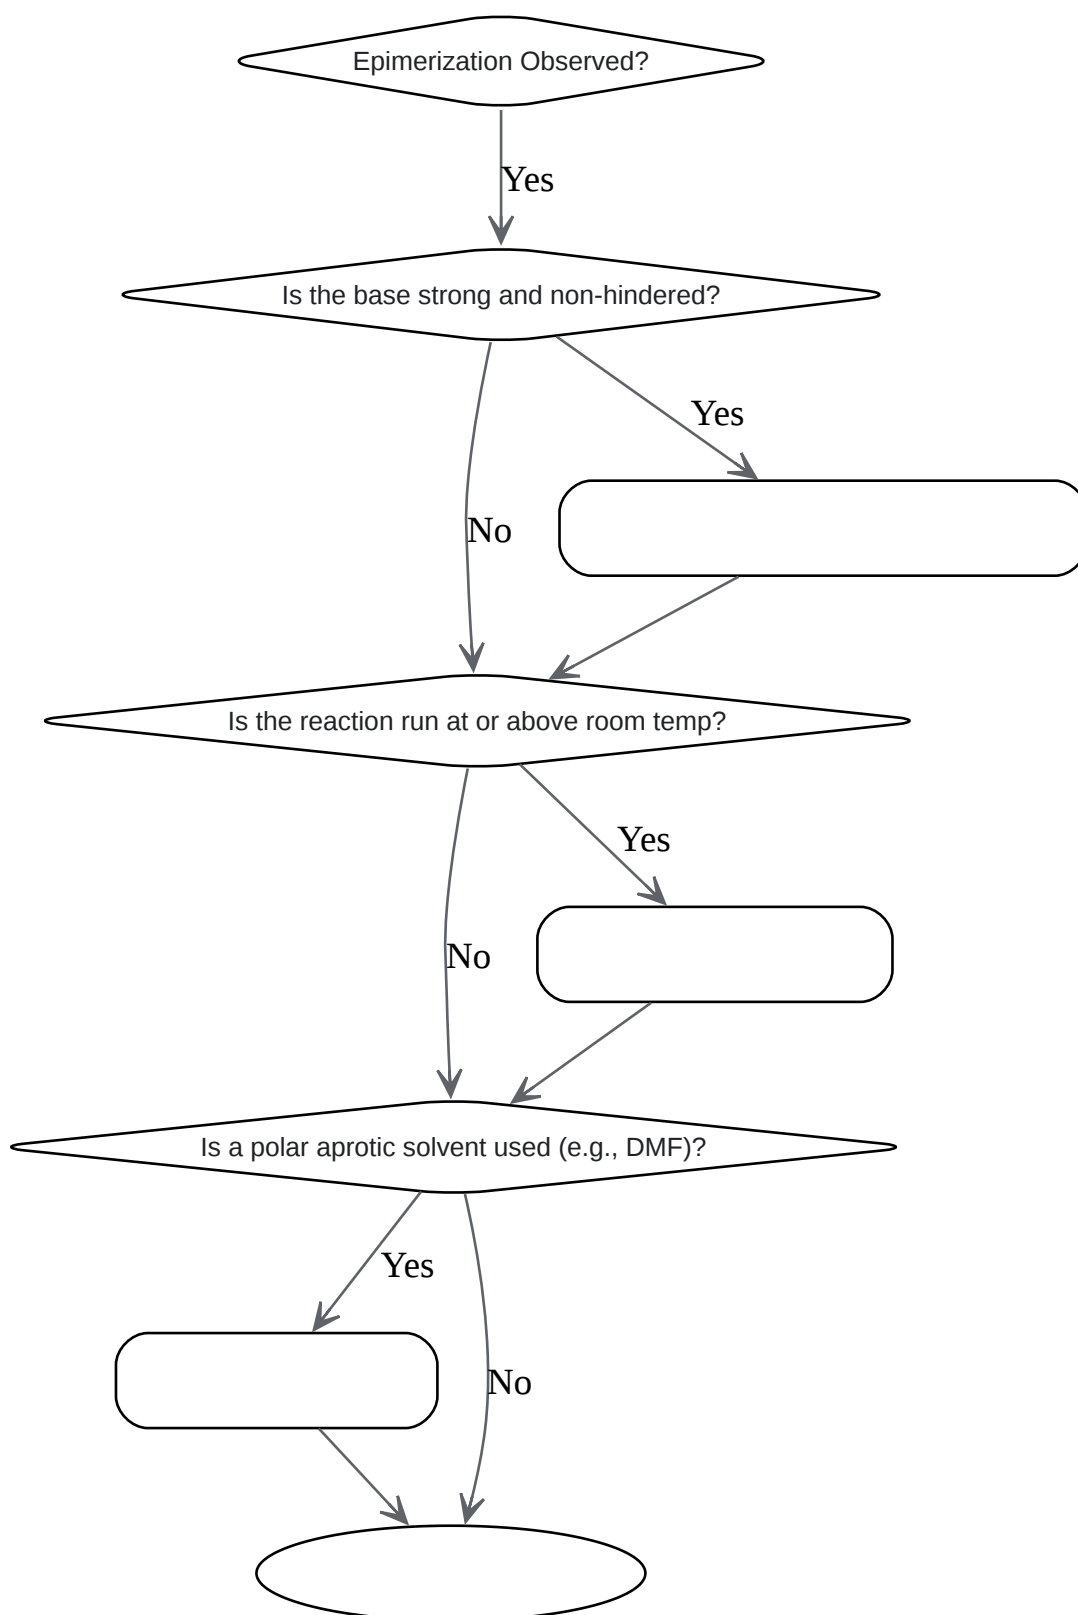 Epimerization Observed?
Yes
Is the base strong and non-hindered?
Yes
No
Is the reaction run at or above room temp?
Yes
No
Is a polar aprotic solvent used (e.g., DMF)?
Yes
No